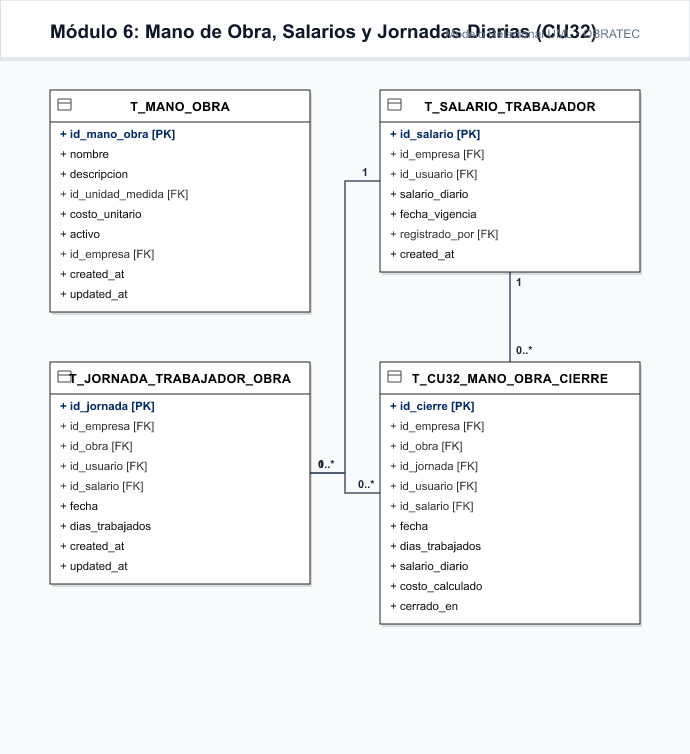 Módulo 6: Mano de Obra, Salarios y Jornadas Diarias (CU32)
OBRATEC
T_MANO_OBRA
+ id_mano_obra [PK]
+ nombre
+ descripcion
+ id_unidad_medida [FK]
+ costo_unitario
+ activo
+ id_empresa [FK]
+ created_at
+ updated_at
T_SALARIO_TRABAJADOR
+ id_salario [PK]
+ id_empresa [FK]
+ id_usuario [FK]
+ salario_diario
+ fecha_vigencia
+ registrado_por [FK]
+ created_at
1
1
0..*
T_JORNADA_TRABAJADOR_OBRA
+ id_jornada [PK]
+ id_empresa [FK]
+ id_obra [FK]
+ id_usuario [FK]
+ id_salario [FK]
+ fecha
+ dias_trabajados
+ created_at
+ updated_at
0..*
0..*
T_CU32_MANO_OBRA_CIERRE
+ id_cierre [PK]
+ id_empresa [FK]
+ id_obra [FK]
+ id_jornada [FK]
+ id_usuario [FK]
+ id_salario [FK]
+ fecha
+ dias_trabajados
+ salario_diario
+ costo_calculado
+ cerrado_en